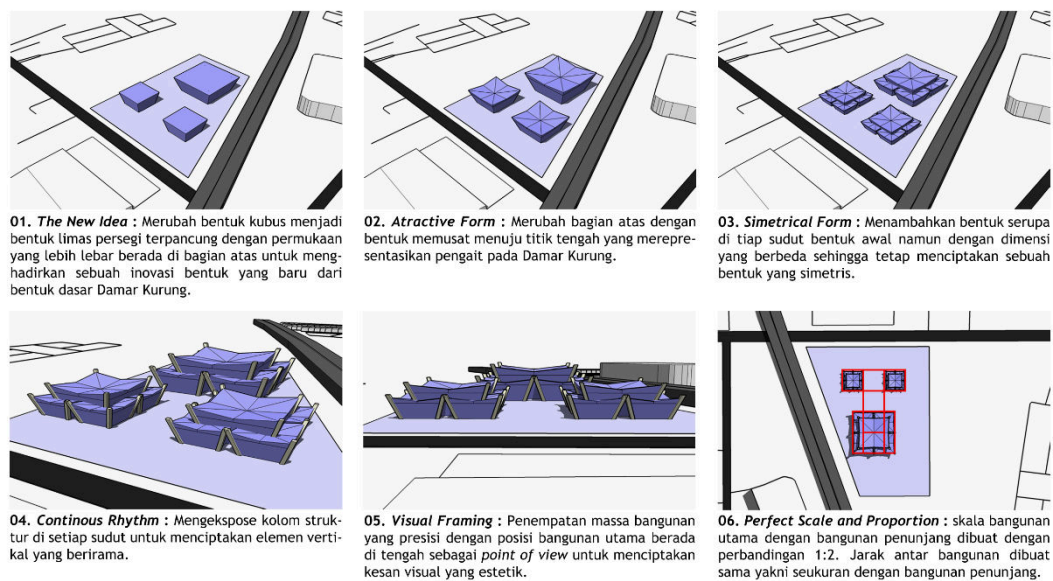 01. The New Idea : Merubah bentuk kubus menjadi
bentuk limas persegi terpancung dengan permukaan
yang lebih lebar berada di bagian atas untuk meng-
hadirkan sebuah inovasi bentuk yang baru dari
bentuk dasar Damar Kurung.
02. Atractive Form : Merubah bagian atas dengan
bentuk memusat menuju titik tengah yang merepre-
sentasikan pengait pada Damar Kurung.
03. Simetrical Form : Menambahkan bentuk serupa
di tiap sudut bentuk awal namun dengan dimensi
yang berbeda sehingga tetap menciptakan sebuah
bentuk yang simetris.
04. Continous Rhythm : Mengekspose kolom struk-
tur di setiap sudut untuk menciptakan elemen verti-
kal yang berirama.
05. Visual Framing : Penempatan massa bangunan
yang presisi dengan posisi bangunan utama berada
di tengah sebagai point of view untuk menciptakan
kesan visual yang estetik.
06. Perfect Scale and Proportion : skala bangunan
utama dengan bangunan penunjang dibuat dengan
perbandingan 1:2. Jarak antar bangunan dibuat
sama yakni seukuran dengan bangunan penunjang.